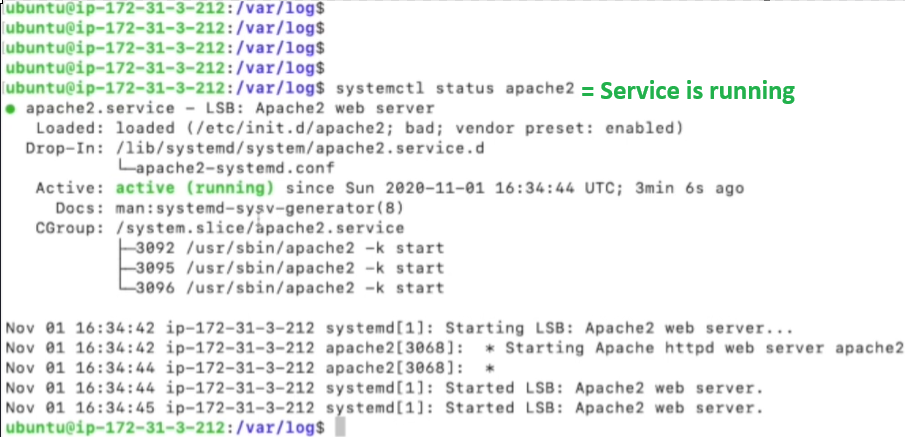 ubuntu@ip-172-31-3-212:/var/log$
ubuntu@ip-172-31-3-212:/var/log$
ubuntu@ip-172-31-3-212:/var/log$
ubuntu@ip-172-31-3-212:/var/log$
ubuntu@ip-172-31-3-212:/var/log$ systemctl status apache2 = Service is running
● apache2.service - LSB: Apache2 web server
Loaded: loaded (/etc/init.d/apache2; bad; vendor preset: enabled)
Drop-In: /lib/systemd/system/apache2.service.d
└─apache2-systemd.conf
Active: active (running) since Sun 2020-11-01 16:34:44 UTC; 3min 6s ago
Docs: man:systemd-sysv-generator(8)
CGroup: /system.slice/apache2.service
├─3092 /usr/sbin/apache2 -k start
├─3095 /usr/sbin/apache2 -k start
└─3096 /usr/sbin/apache2 -k start
Nov 01 16:34:42 ip-172-31-3-212 systemd[1]: Starting LSB: Apache2 web server...
Nov 01 16:34:42 ip-172-31-3-212 apache2[3068]: * Starting Apache httpd web server apache2
Nov 01 16:34:44 ip-172-31-3-212 apache2[3068]: *
Nov 01 16:34:44 ip-172-31-3-212 systemd[1]: Started LSB: Apache2 web server.
Nov 01 16:34:45 ip-172-31-3-212 systemd[1]: Started LSB: Apache2 web server.
ubuntu@ip-172-31-3-212:/var/log$